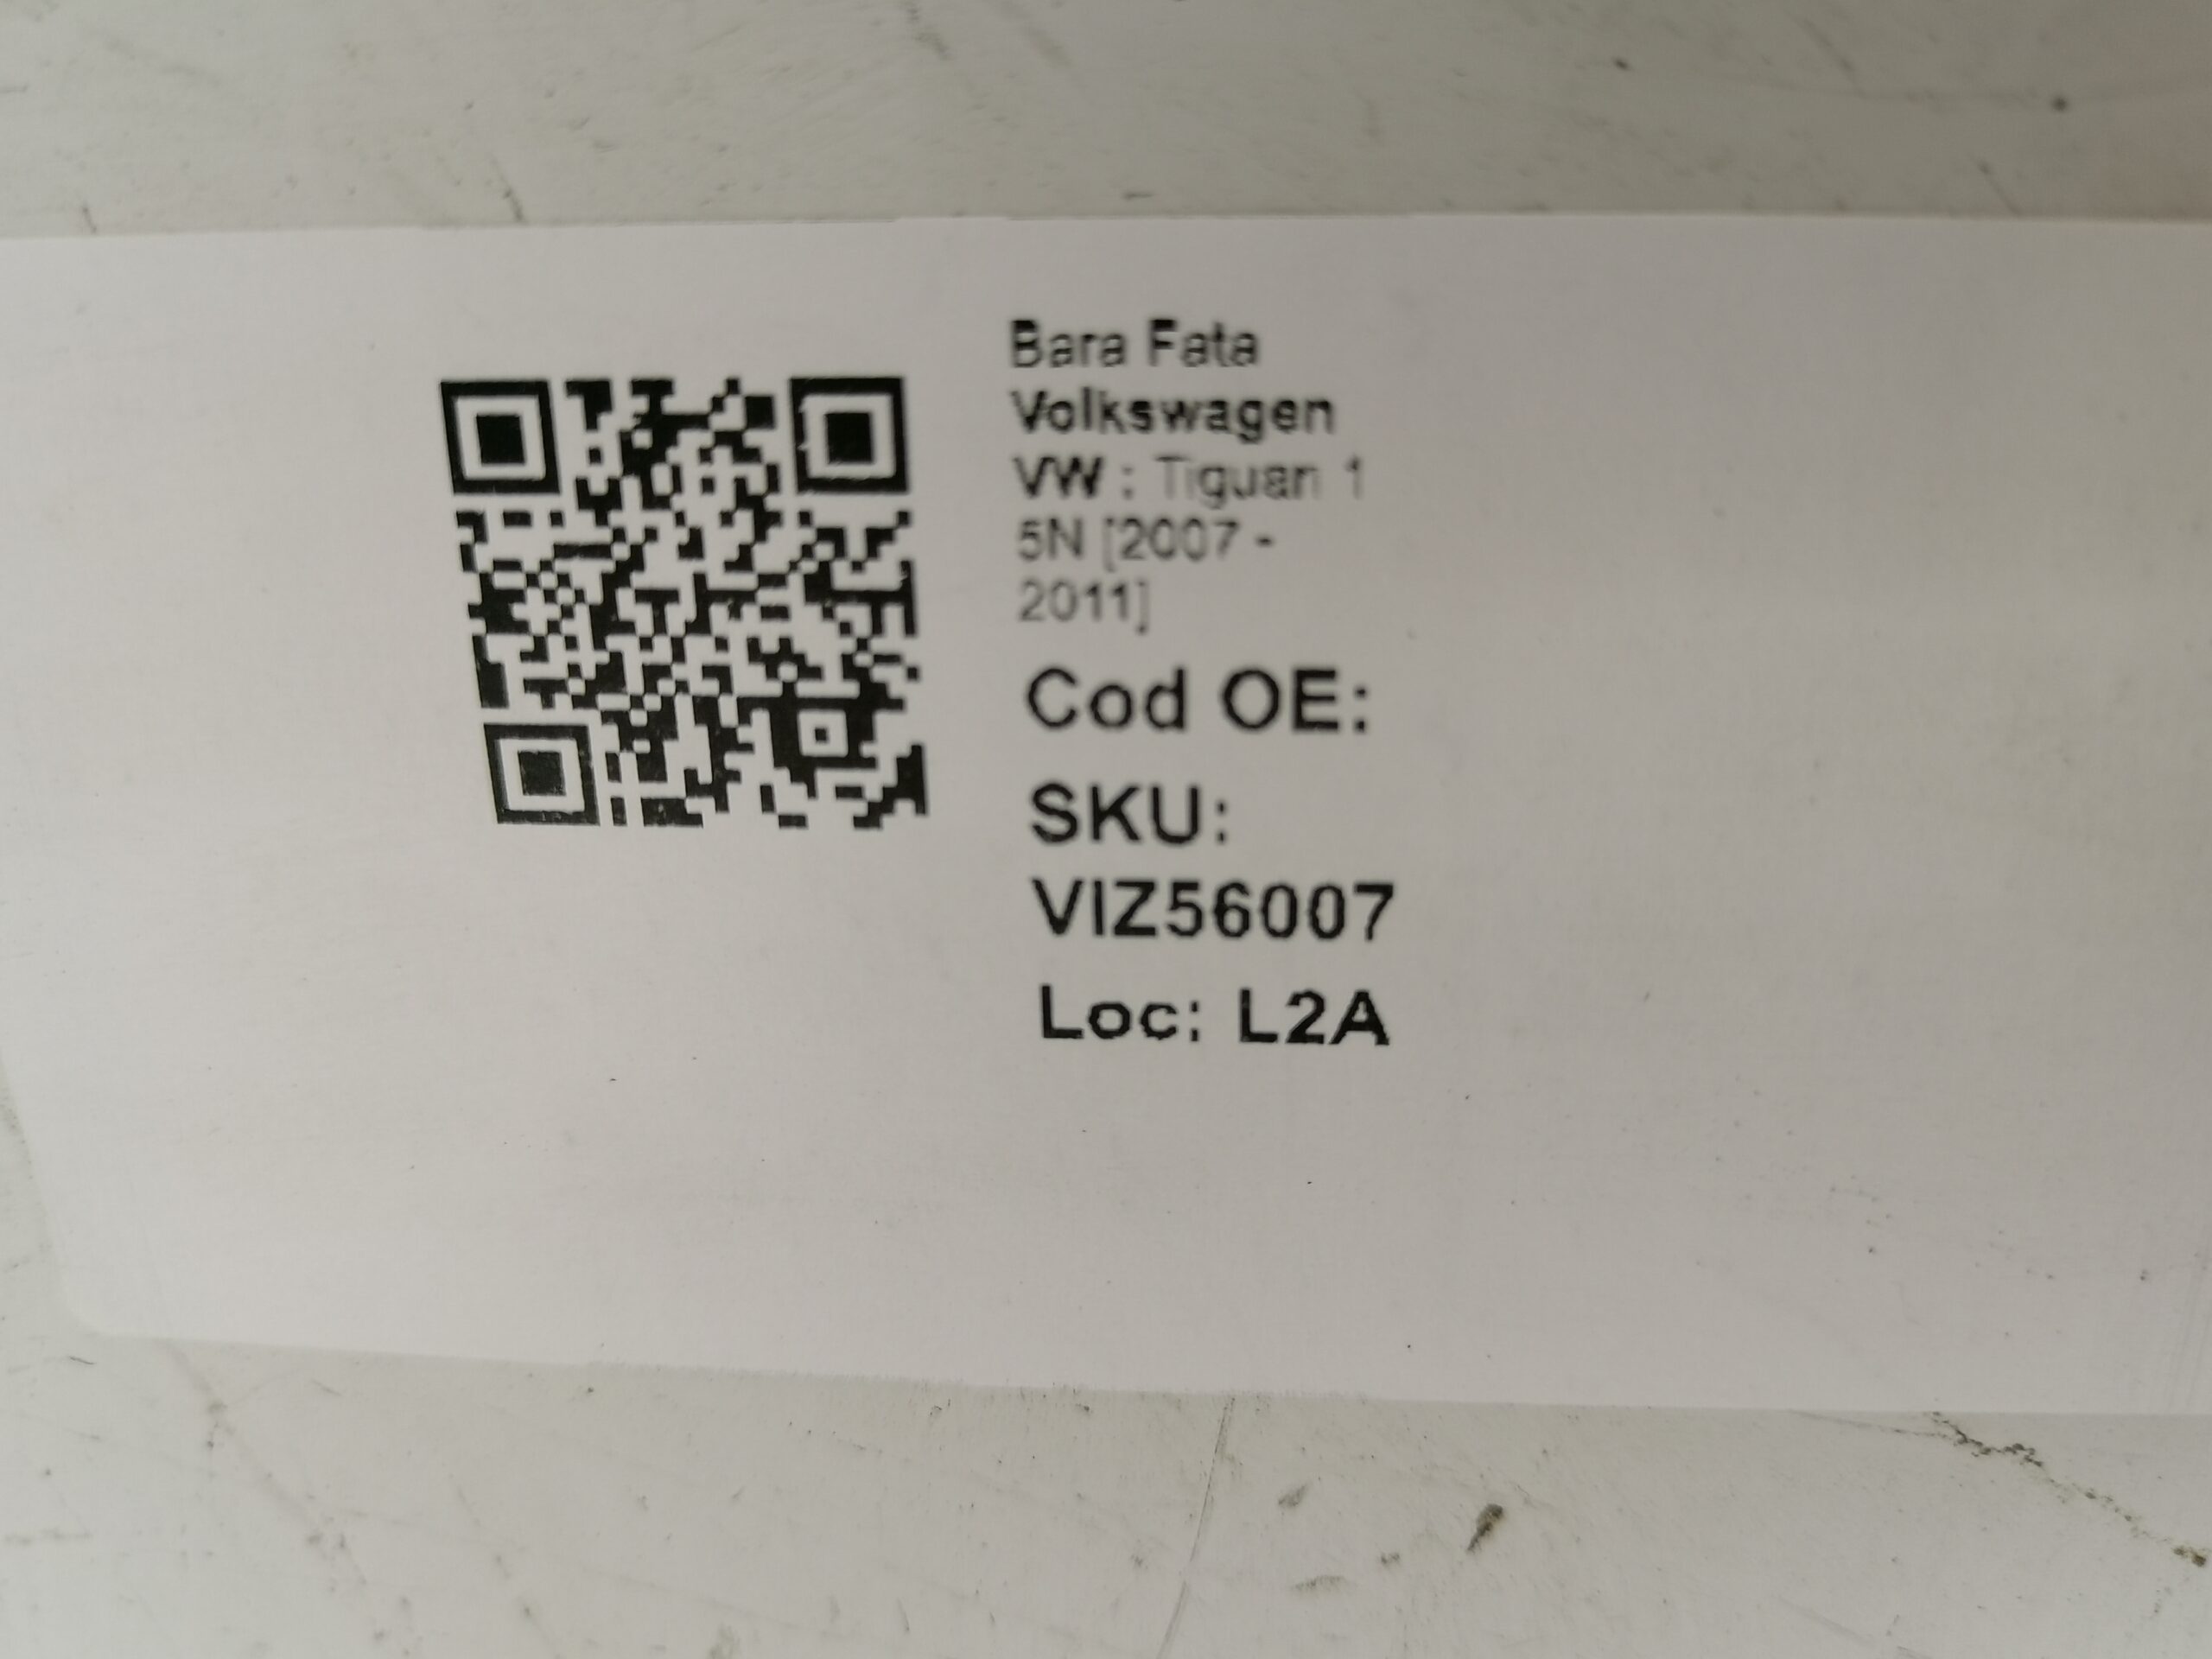 Bara Fata
Volkswagen
VW : Tiguan 1
5N [2007 -
2011]
Cod OE:
SKU:
VIZ56007
Loc: L2A